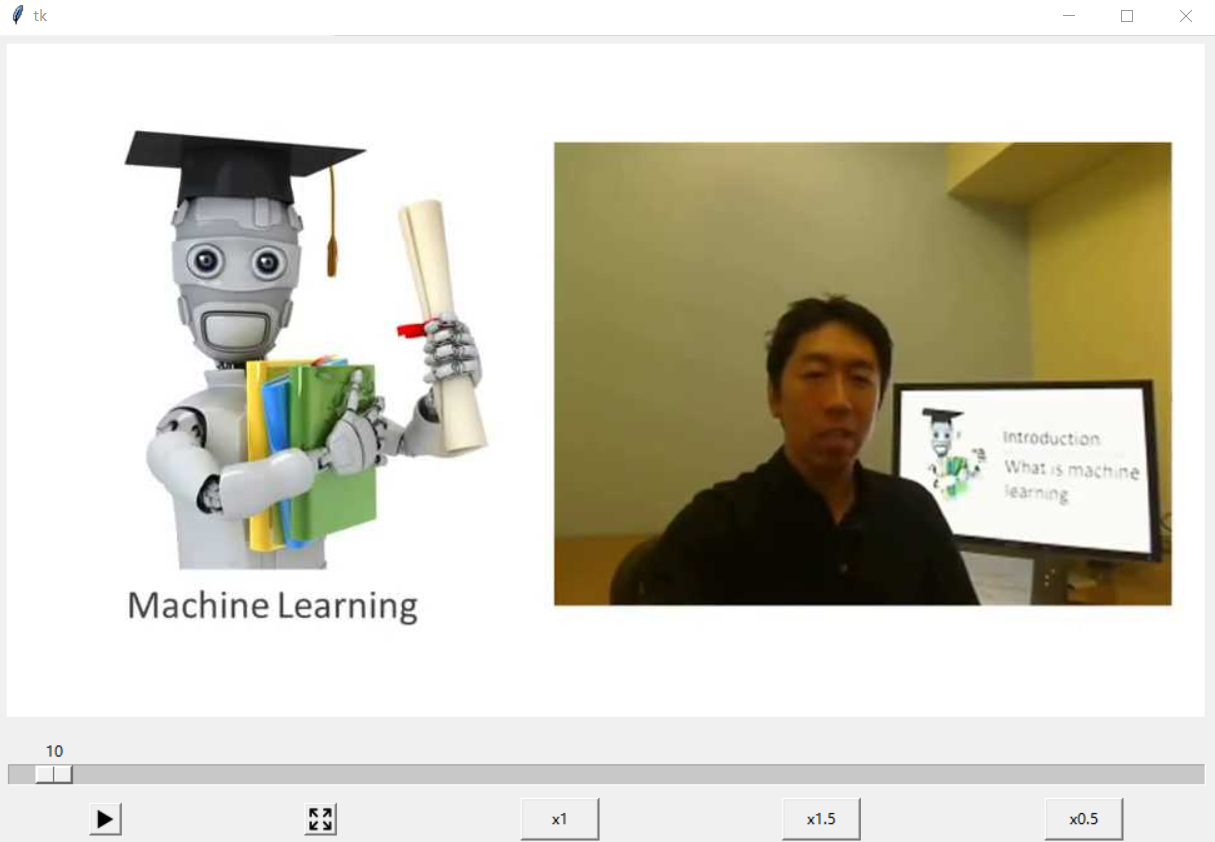 tk
Machine Learning
Introduction
What is machine
learning
10
x1
x1.5
x0.5